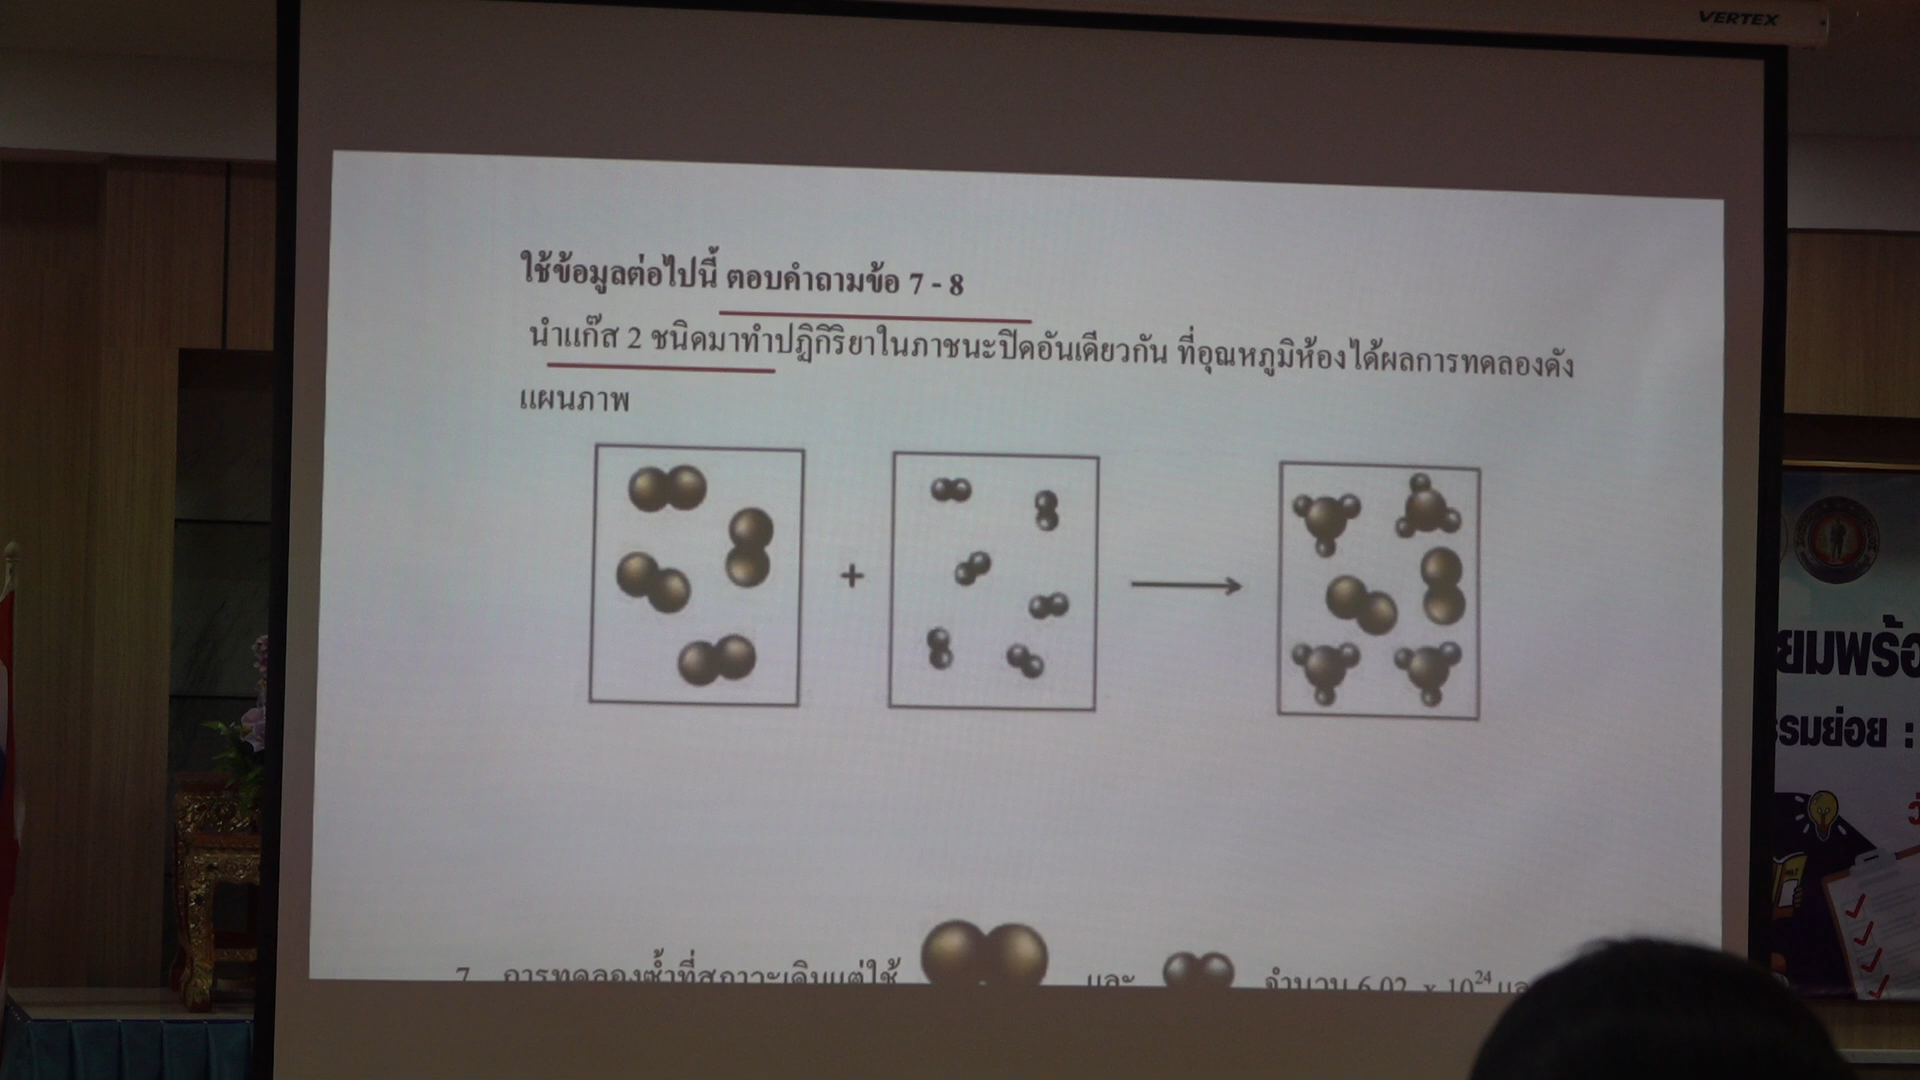 VERTEX
ใช้ข้อมูลต่อไปนี้ ตอบคำถามข้อ 7 - 8
นำแก๊ส 2 ชนิดมาทำปฏิกิริยาในภาชนะปิดอันเดียวกัน ที่อุณหภูมิห้องได้ผลการทดลองดัง
แผนภาพ
+
7 การทดลองซ้ำที่สภาวะเดิมแต่ใช้ และ จำนวน 6.02 x 10²⁴